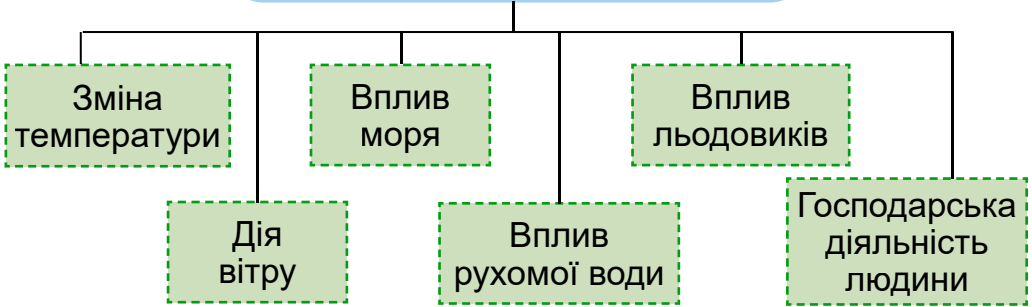 Зміна
температури
Вплив
моря
Вплив
льодовиків
Дія
вітру
Вплив
рухомої води
Господарська
діяльність
людини